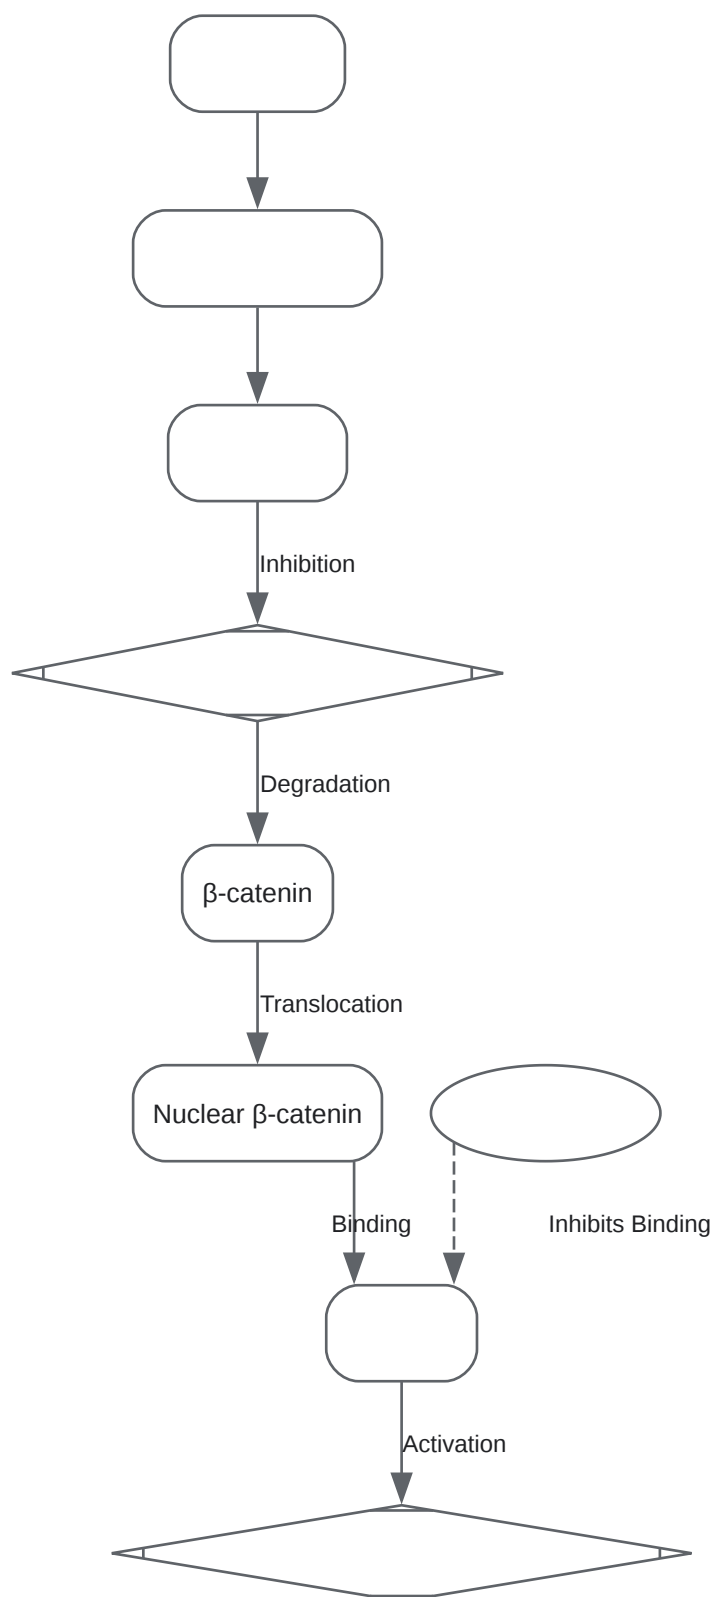 Inhibition
Degradation
β-catenin
Translocation
Nuclear β-catenin
Binding
Inhibits Binding
Activation